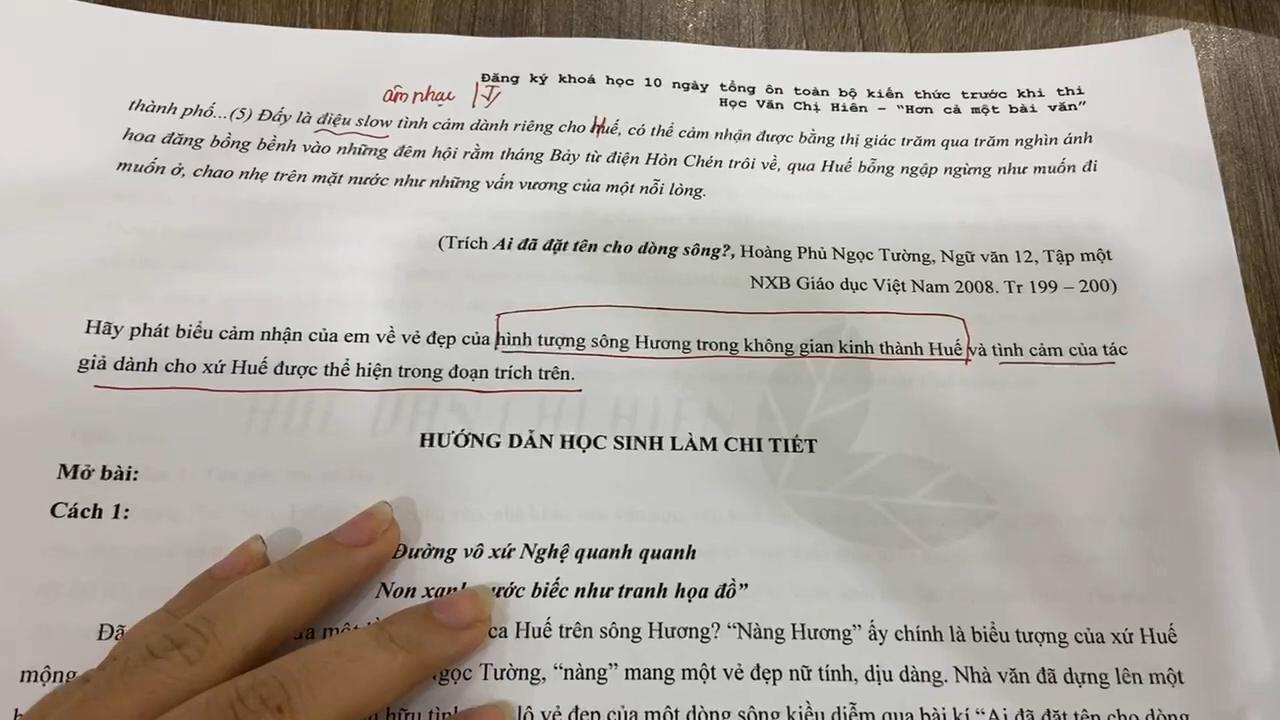 Đăng ký khoá học 10 ngày tổng ôn toàn bộ kiến thức trước khi thi
Học Văn Chị Hiên – "Hơn cả một bài văn"
âm nhạc
thành phố...(5) Đấy là điệu slow tình cảm dành riêng cho Huế, có thể cảm nhận được bằng thị giác trăm qua trăm nghìn ánh
hoa đăng bồng bềnh vào những đêm hội rằm tháng Bảy từ điện Hòn Chén trôi về, qua Huế bỗng ngập ngừng như muốn đi
muốn ở, chao nhẹ trên mặt nước như những vấn vương của một nỗi lòng.
(Trích Ai đã đặt tên cho dòng sông?, Hoàng Phủ Ngọc Tường, Ngữ văn 12, Tập một
NXB Giáo dục Việt Nam 2008. Tr 199 – 200)
Hãy phát biểu cảm nhận của em về vẻ đẹp của hình tượng sông Hương trong không gian kinh thành Huế và tình cảm của tác
giả dành cho xứ Huế được thể hiện trong đoạn trích trên.
HỌC VĂN CHỊ HIÊN
HƯỚNG DẪN HỌC SINH LÀM CHI TIẾT
Mở bài:
Cách 1:
Đường vô xứ Nghệ quanh quanh
Non xanh nước biếc như tranh họa đồ"
Đã ca Huế trên sông Hương? "Nàng Hương" ấy chính là biểu tượng của xứ Huế
mộng Ngọc Tường, "nàng" mang một vẻ đẹp nữ tính, dịu dàng. Nhà văn đã dựng lên một
hữu tình lộ vẻ đẹp của một dòng sông kiều diễm qua bài kí "Ai đã đặt tên cho dòng